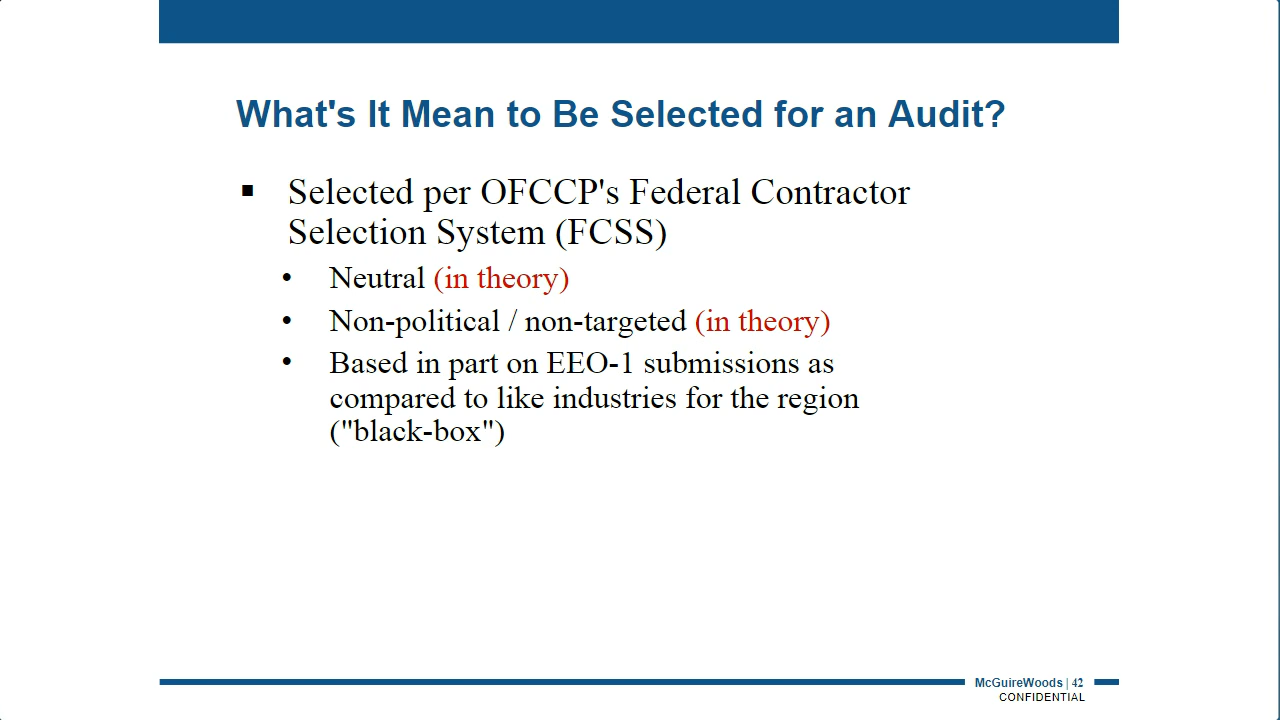 What's It Mean to Be Selected for an Audit?
▪ Selected per OFCCP's Federal Contractor
Selection System (FCSS)
• Neutral (in theory)
• Non-political / non-targeted (in theory)
• Based in part on EEO-1 submissions as
compared to like industries for the region
("black-box")
McGuireWoods | 42
CONFIDENTIAL